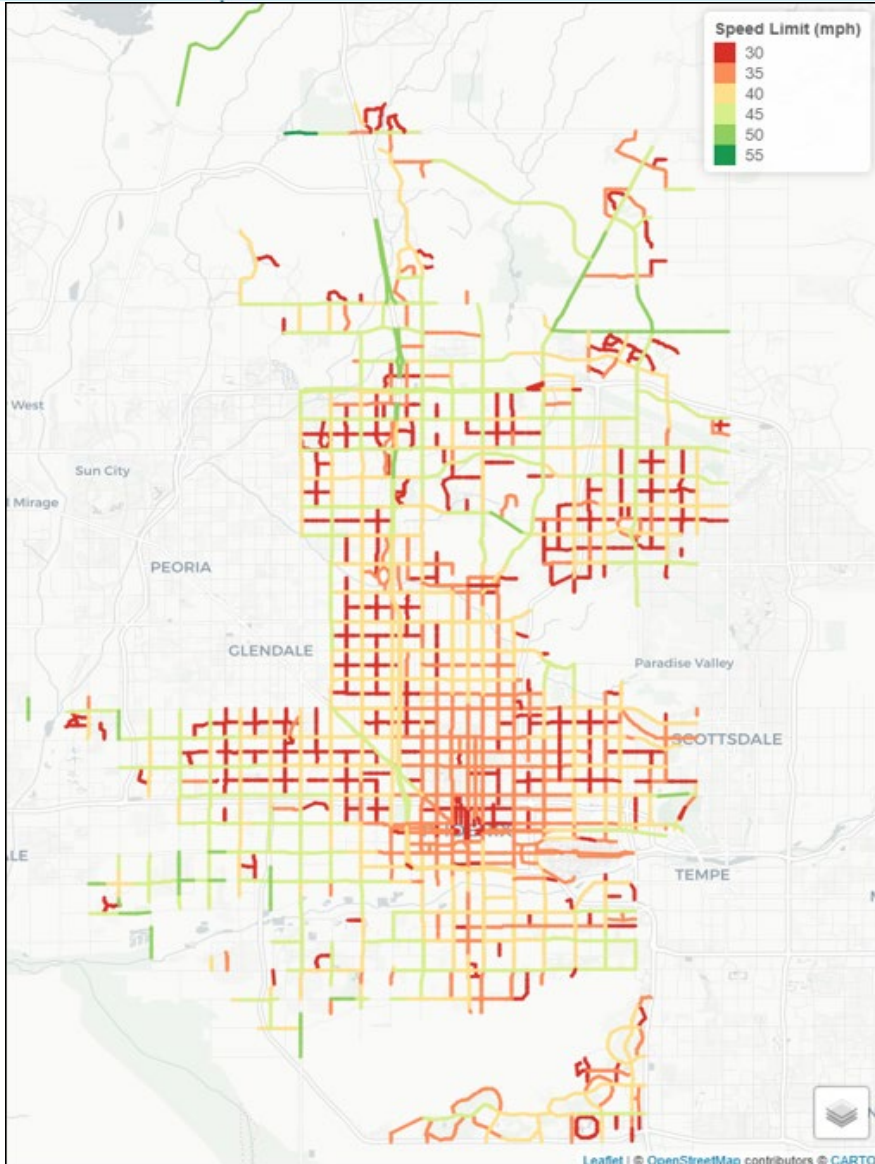 Speed Limit (mph)
30
35
40
45
50
55
West
Sun City
Mirage
PEORIA
GLENDALE
Paradise Valley
SCOTTSDALE
TEMPE
Leaflet | © OpenStreetMap contributors © CARTO